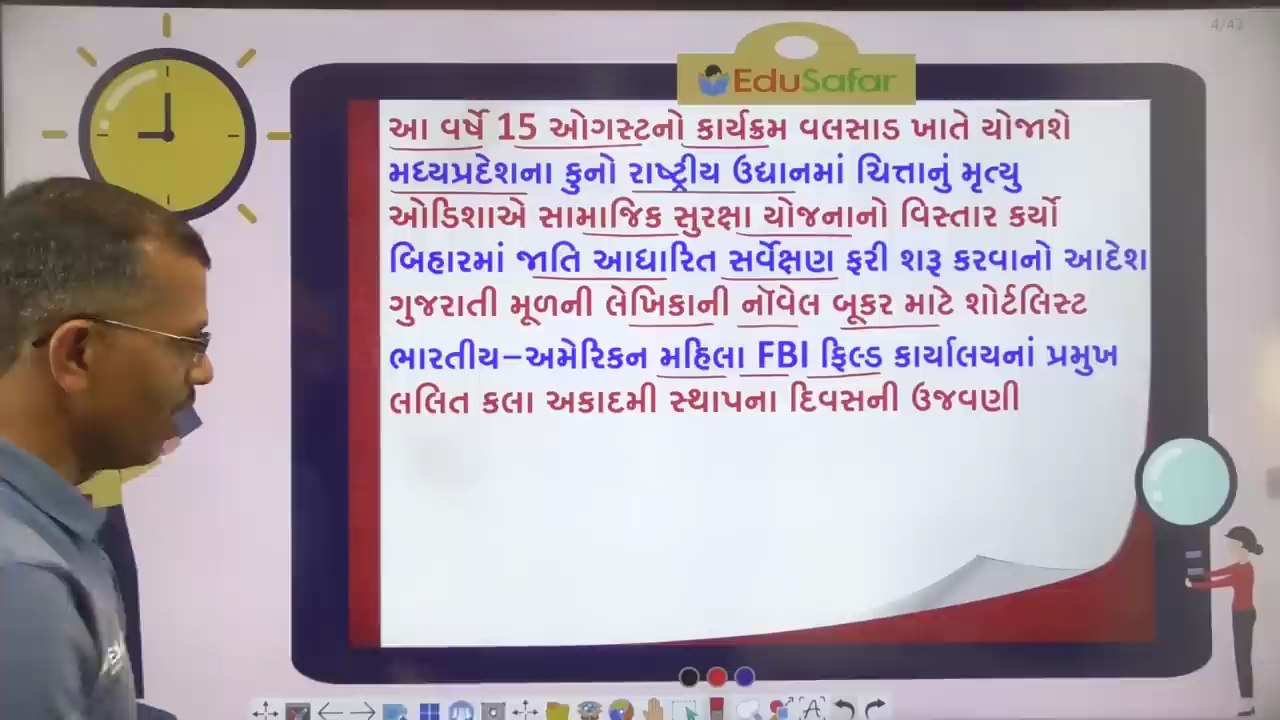 4/42
EduSafar
આ વર્ષે 15 ઓગસ્ટનો કાર્યક્રમ વલસાડ ખાતે યોજાશે
મધ્યપ્રદેશના કુનો રાષ્ટ્રીય ઉદ્યાનમાં ચિત્તાનું મૃત્યુ
ઓડિશાએ સામાજિક સુરક્ષા યોજનાનો વિસ્તાર કર્યો
બિહારમાં જાતિ આધારિત સર્વેક્ષણ ફરી શરૂ કરવાનો આદેશ
ગુજરાતી મૂળની લેખિકાની નૉવેલ બૂકર માટે શોર્ટલિસ્ટ
ભારતીય–અમેરિકન મહિલા FBI ફિલ્ડ કાર્યાલયનાં પ્રમુખ
લલિત કલા અકાદમી સ્થાપના દિવસની ઉજવણી